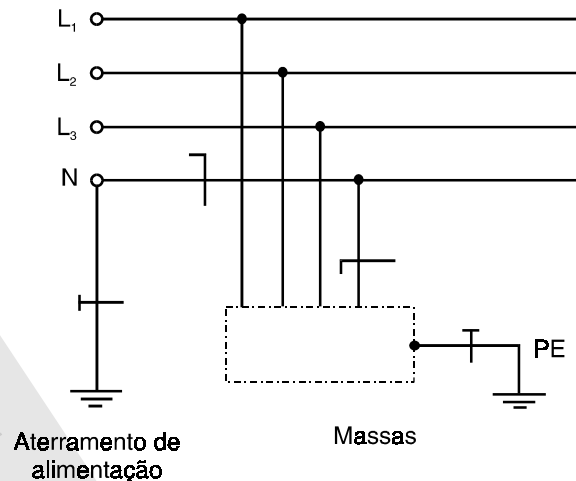 L₁
L₂
L₃
N
PE
Massas
Aterramento de
alimentação